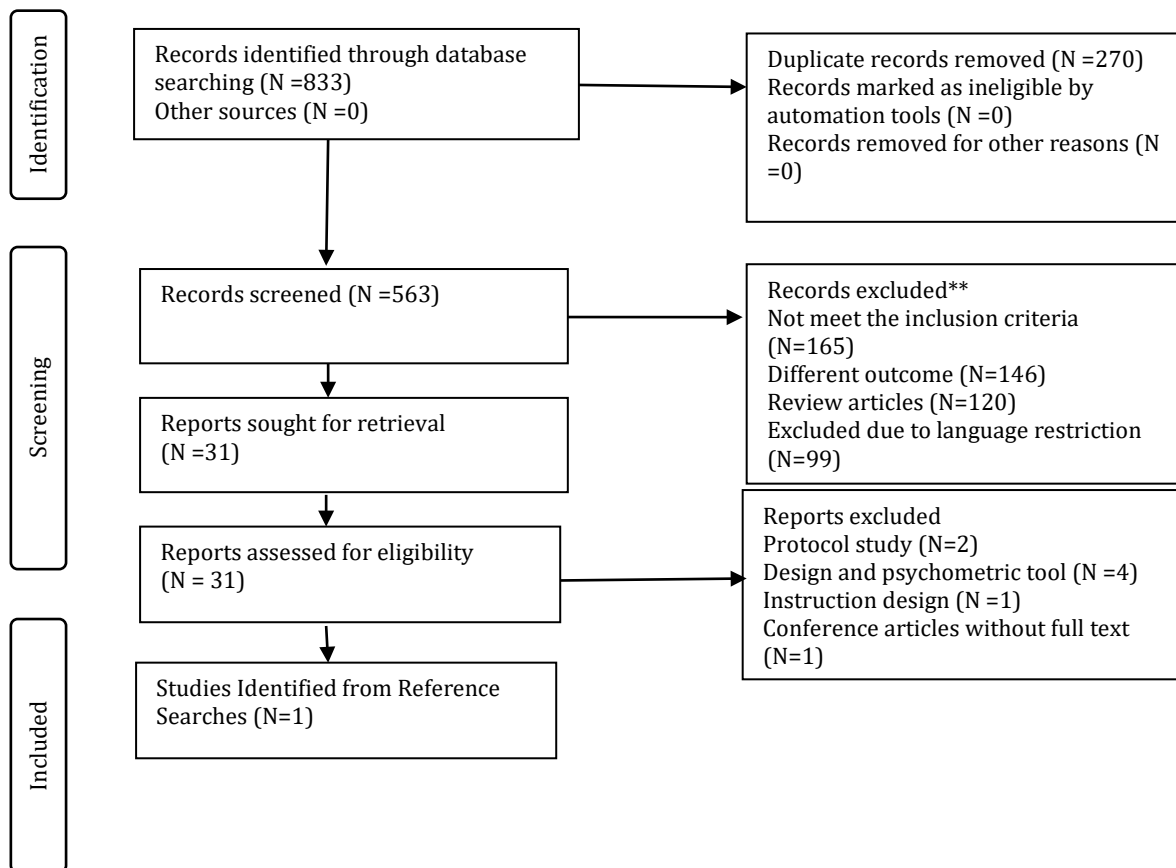 Identification
Records identified through database
searching (N =833)
Other sources (N =0)
Duplicate records removed (N =270)
Records marked as ineligible by
automation tools (N =0)
Records removed for other reasons (N
=0)
Screening
Records screened (N =563)
Records excluded**
Not meet the inclusion criteria
(N=165)
Different outcome (N=146)
Review articles (N=120)
Excluded due to language restriction
(N=99)
Reports sought for retrieval
(N =31)
Reports assessed for eligibility
(N = 31)
Reports excluded
Protocol study (N=2)
Design and psychometric tool (N =4)
Instruction design (N =1)
Conference articles without full text
(N=1)
Included
Studies Identified from Reference
Searches (N=1)